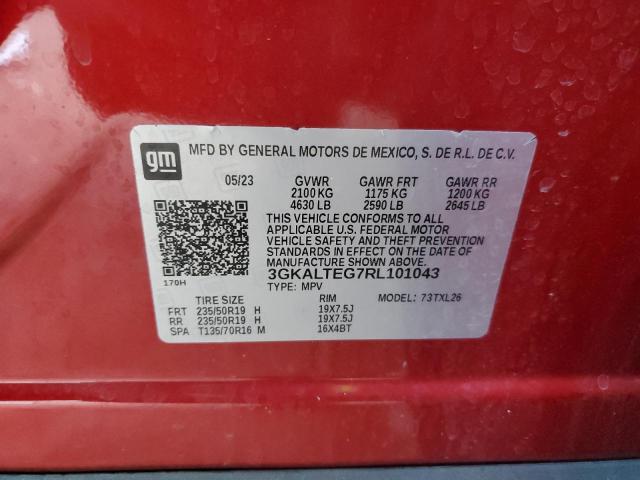 gm
MFD BY GENERAL MOTORS DE MEXICO, S. DE R.L. DE C.V.
05/23 GVWR GAWR FRT GAWR RR
2100 KG 1175 KG 1200 KG
4630 LB 2590 LB 2645 LB
THIS VEHICLE CONFORMS TO ALL
APPLICABLE U.S. FEDERAL MOTOR
VEHICLE SAFETY AND THEFT PREVENTION
STANDARDS IN EFFECT ON THE DATE OF
MANUFACTURE SHOWN ABOVE.
3GKALTEG7RL101043
170H
TYPE: MPV MODEL: 73TXL26
TIRE SIZE RIM
FRT 235/50R19 H 19X7.5J
RR 235/50R19 H 19X7.5J
SPA T135/70R16 M 16X4BT